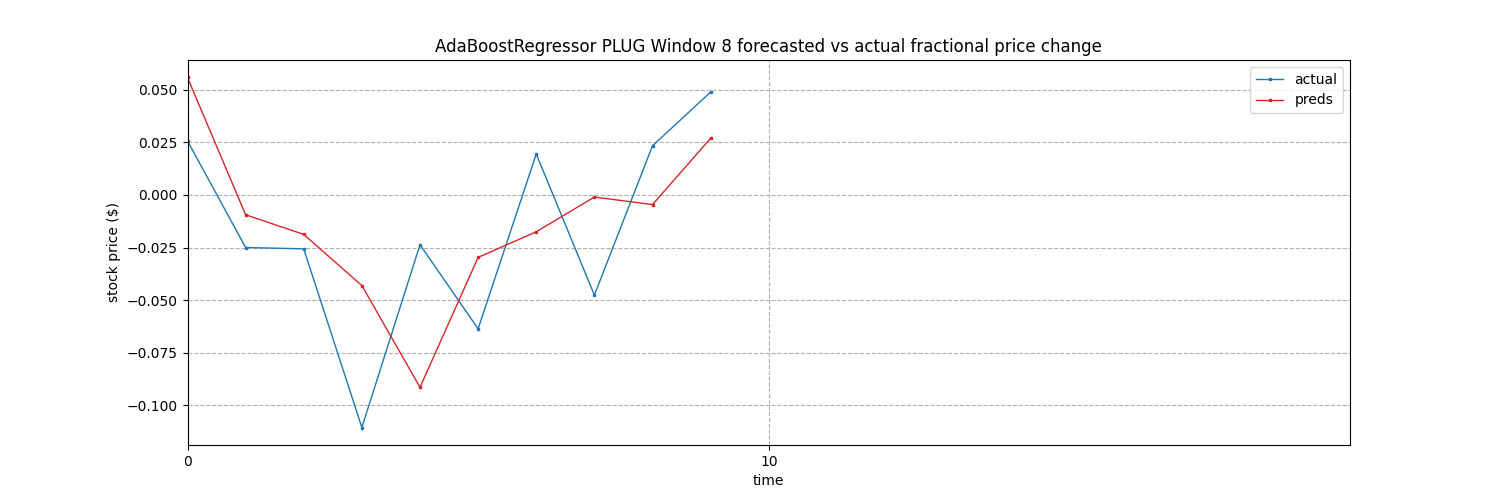 AdaBoostRegressor PLUG Window 8 forecasted vs actual fractional price change
actual
preds
0.050
0.025
0.000
−0.025
−0.050
−0.075
−0.100
stock price ($)
0
10
time